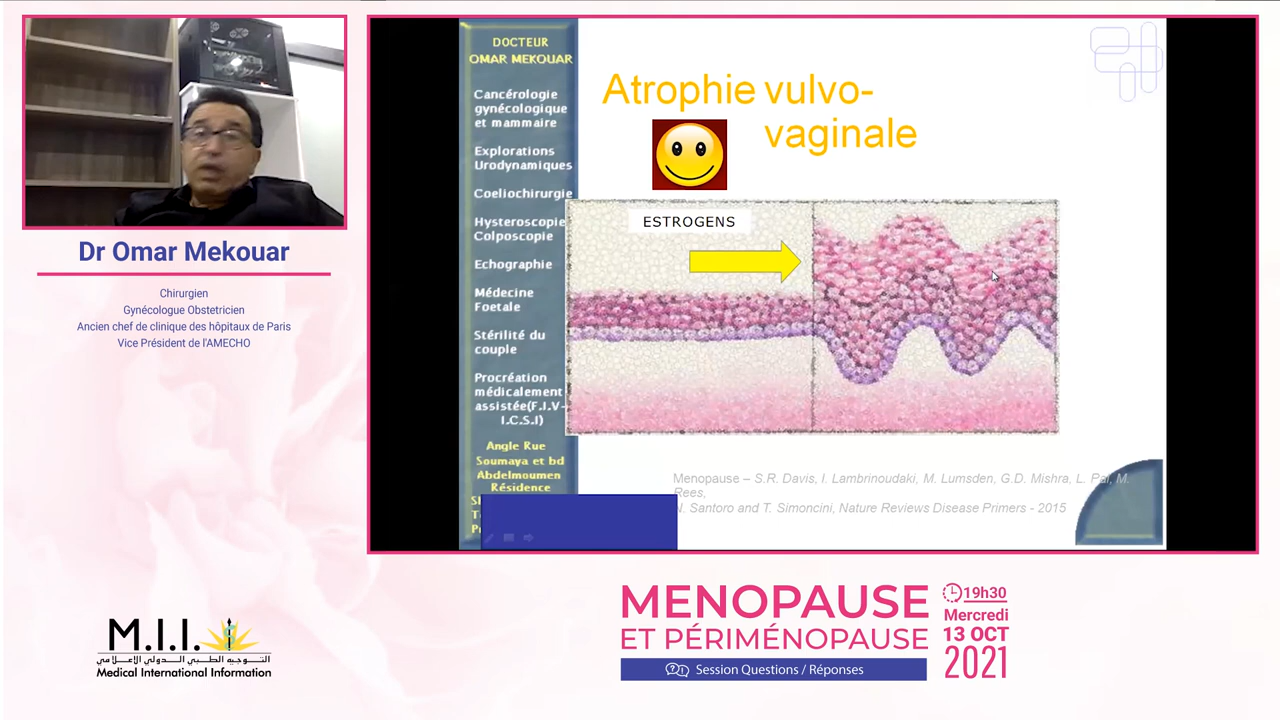 Dr Omar Mekouar
Chirurgien
Gynécologue Obstetricien
Ancien chef de clinique des hôpitaux de Paris
Vice Président de l'AMECHO
DOCTEUR
OMAR MEKOUAR
Cancérologie
gynécologique
et mammaire
Explorations
Urodynamiques
Coeliochirurgie
Hysteroscopie
Colposcopie
Echographie
Médecine
Foetale
Stérilité du
couple
Procréation
médicalement
assistée(F.I.V-
I.C.S.I)
Angle Rue
Soumaya et bd
Abdelmoumen
Résidence
Atrophie vulvo-
vaginale
ESTROGENS
Menopause – S.R. Davis, I. Lambrinoudaki, M. Lumsden, G.D. Mishra, L. Pal, M.
Rees,
N. Santoro and T. Simoncini, Nature Reviews Disease Primers - 2015
M.I.I.
التوجيه الطبي الدولي الإعلامي
Medical International Information
MENOPAUSE
ET PÉRIMÉNOPAUSE
Session Questions / Réponses
19h30
Mercredi
13 OCT
2021